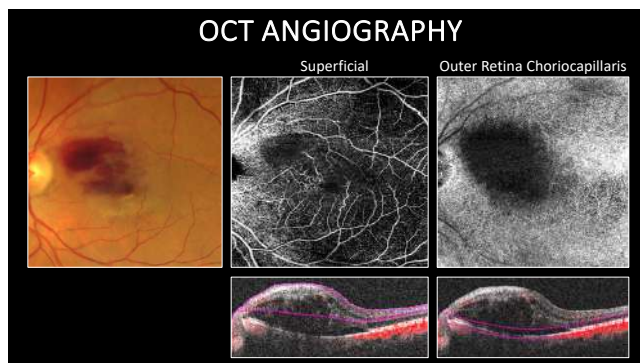 OCT ANGIOGRAPHY
Superficial
Outer Retina Choriocapillaris